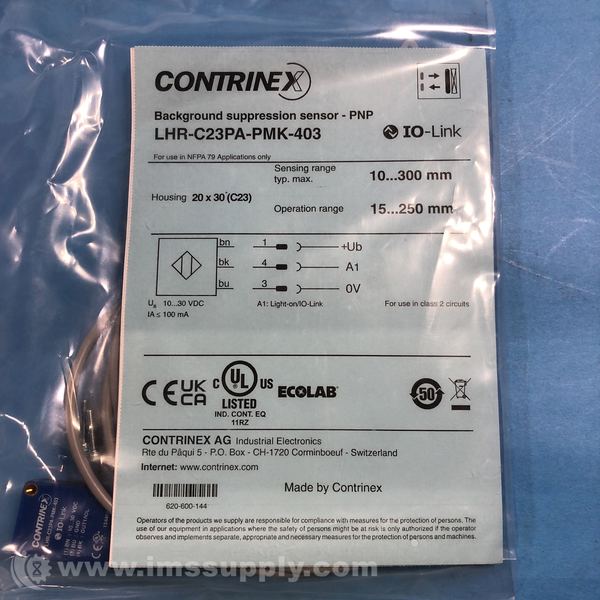 CONTRINEX
Background suppression sensor - PNP
LHR-C23PA-PMK-403
IO-Link
For use in NFPA 79 Applications only
Sensing range
typ. max.
10...300 mm
Housing 20 x 30 (C23)
Operation range
15...250 mm
bn 1 +Ub
bk 4 A1
bu 3 0V
UB 10...30 VDC
IA ≤ 100 mA
A1: Light-on/IO-Link
For use in class 2 circuits
CE UK CA
C UL US
LISTED
IND. CONT. EQ
11RZ
ECOLAB
50
CONTRINEX AG Industrial Electronics
Rte du Pâqui 5 - P.O. Box - CH-1720 Corminboeuf - Switzerland
Internet: www.contrinex.com
620-600-144
Made by Contrinex
Operators of the products we supply are responsible for compliance with measures for the protection of persons. The
use of our equipment in applications where the safety of persons might be at risk is only authorized if the
operator observes and implements separate, appropriate and necessary measures for the protection of persons and machines.
CONTRINEX
LHR-C23PA-PMK-403
IO-Link
www.imssupply.com